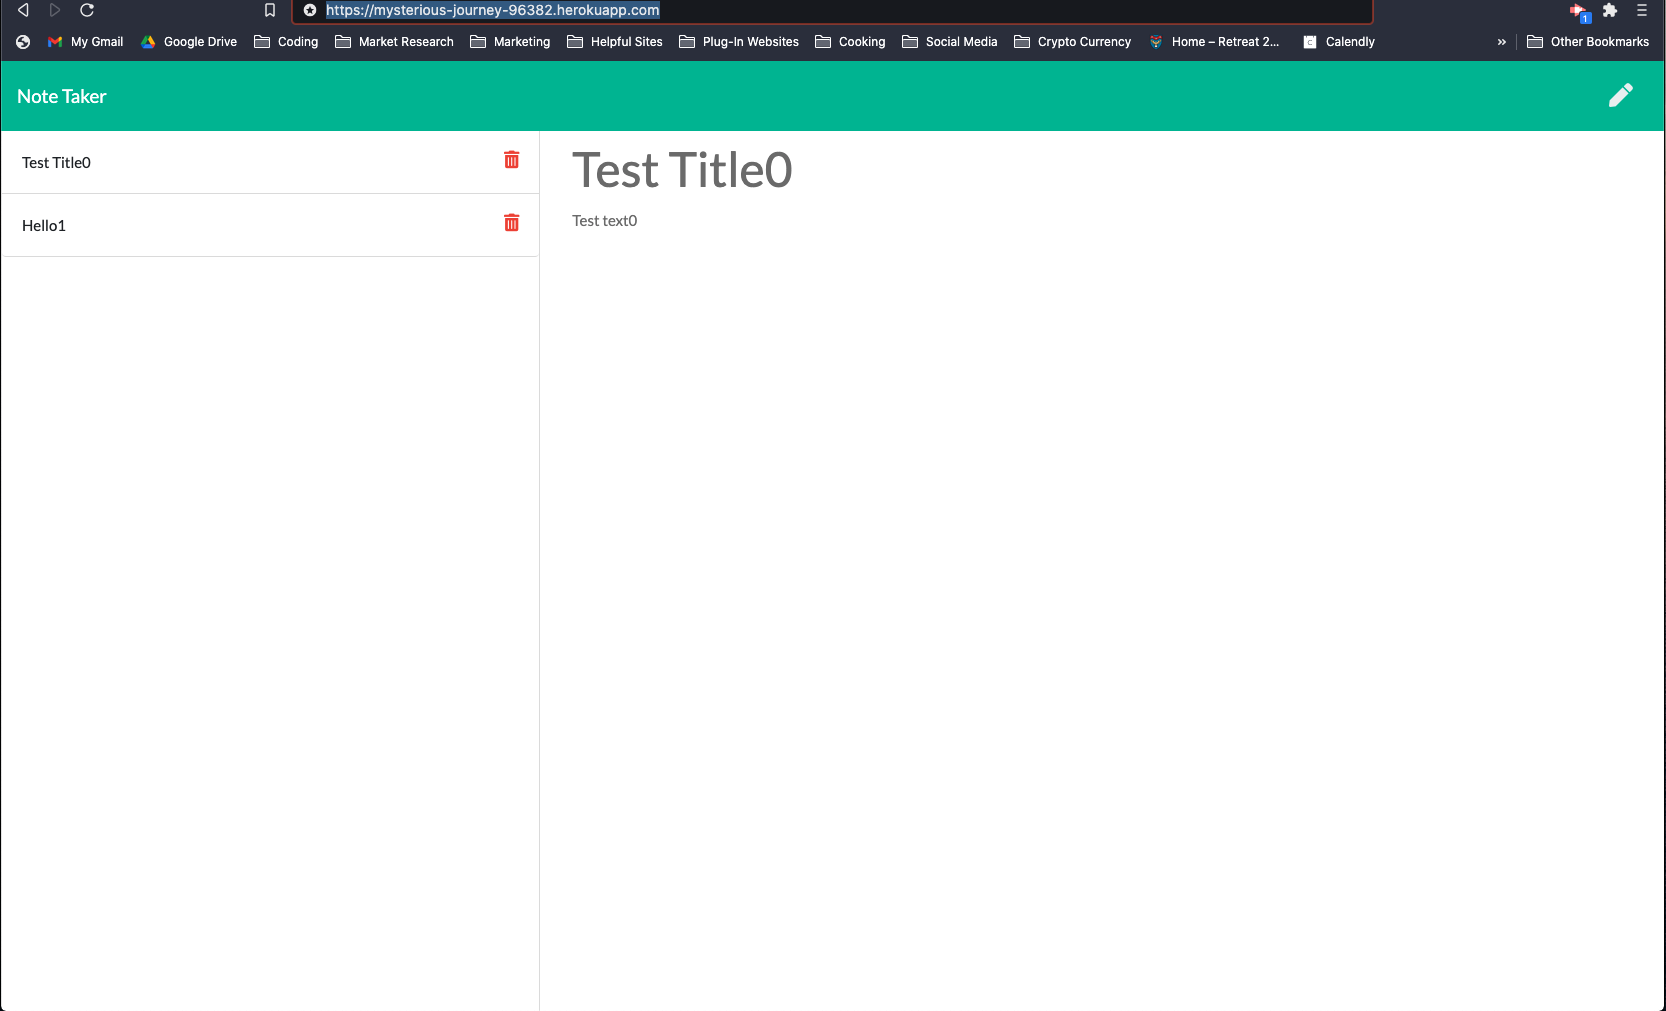 https://mysterious-journey-96382.herokuapp.com
1
My Gmail Google Drive Coding Market Research Marketing Helpful Sites Plug-In Websites Cooking Social Media Crypto Currency Home – Retreat 2... Calendly » Other Bookmarks
Note Taker
Test Title0
Hello1
Test Title0
Test text0